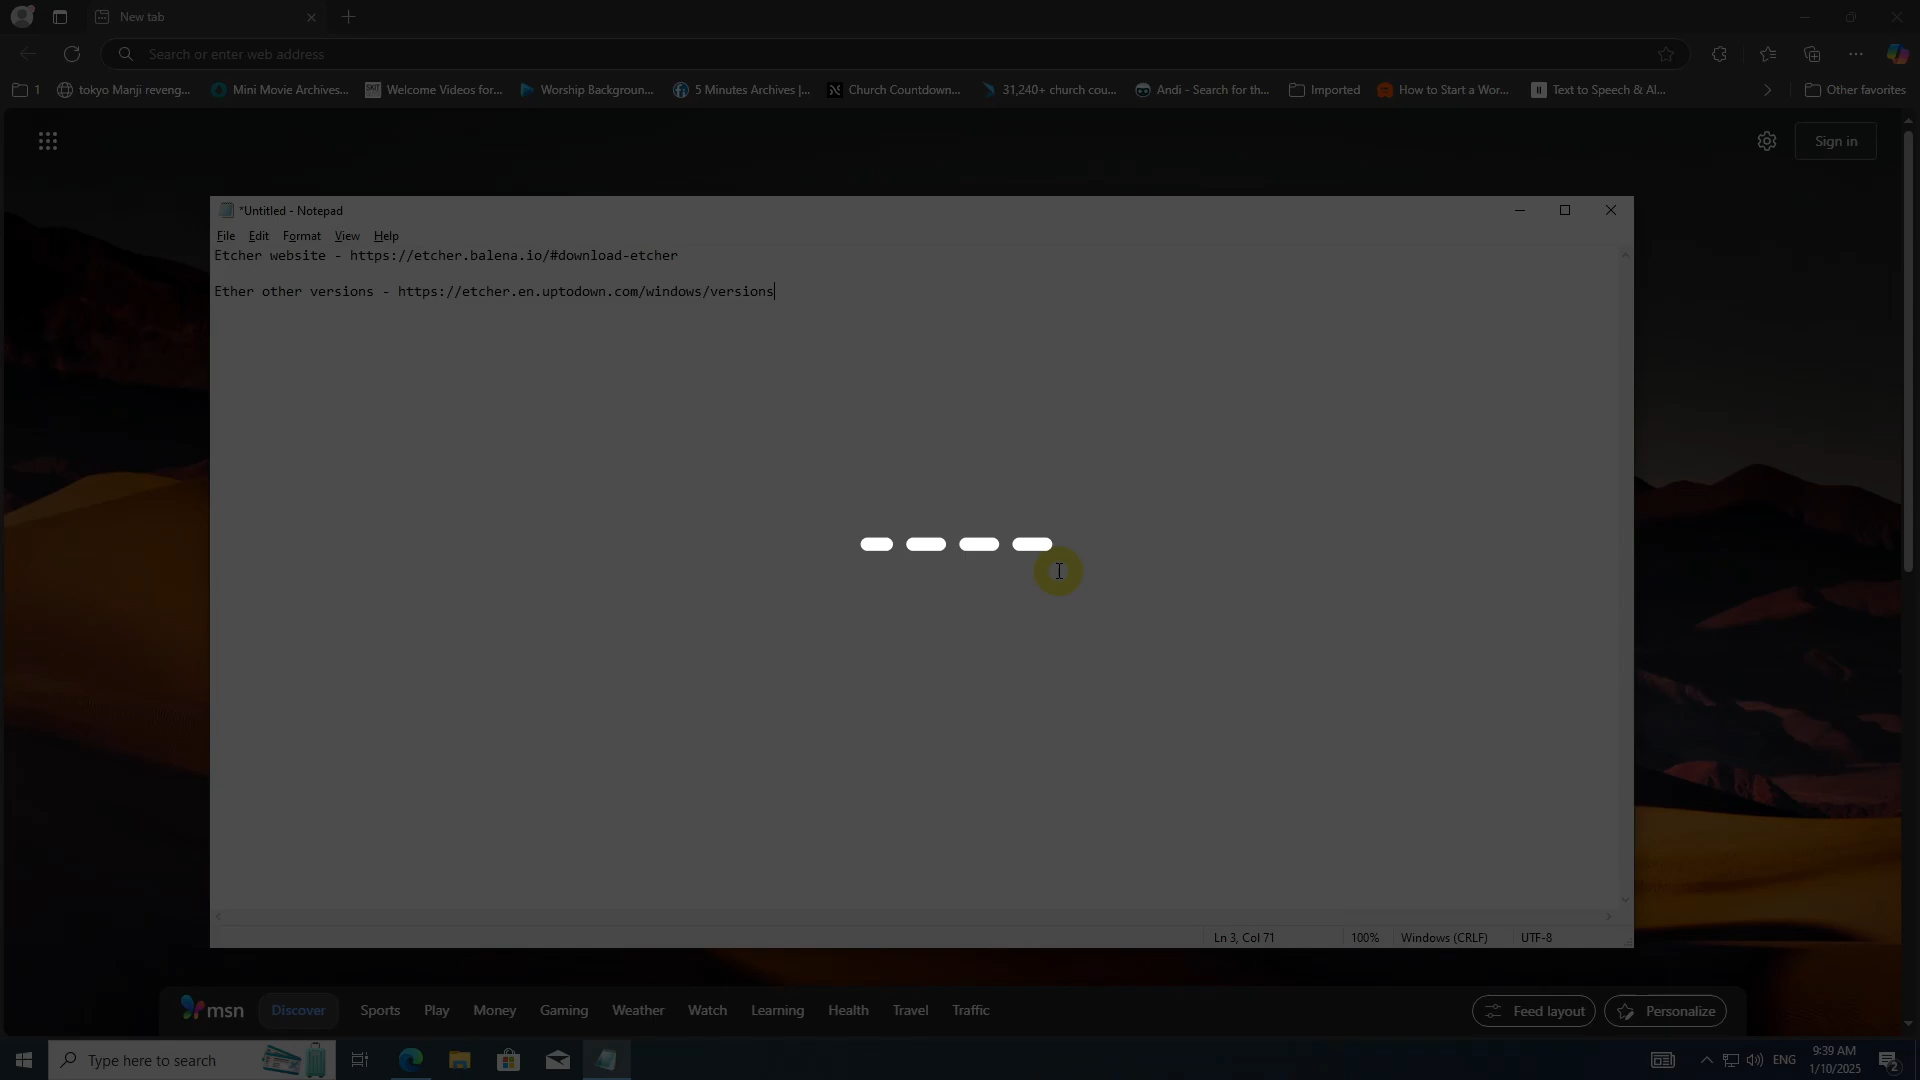 New tab
Search or enter web address
1
tokyo Manji reveng...
Mini Movie Archives...
SKIT
Welcome Videos for...
Worship Backgroun...
5 Minutes Archives |...
Church Countdown...
31,240+ church cou...
Andi - Search for th...
Imported
How to Start a Wor...
Text to Speech & AI...
Other favorites
Sign in
*Untitled - Notepad
File Edit Format View Help
Etcher website - https://etcher.balena.io/#download-etcher
Ether other versions - https://etcher.en.uptodown.com/windows/versions
Ln 3, Col 71
100%
Windows (CRLF)
UTF-8
msn
Discover
Sports
Play
Money
Gaming
Weather
Watch
Learning
Health
Travel
Traffic
Feed layout
Personalize
Type here to search
ENG
9:39 AM
1/10/2025
2